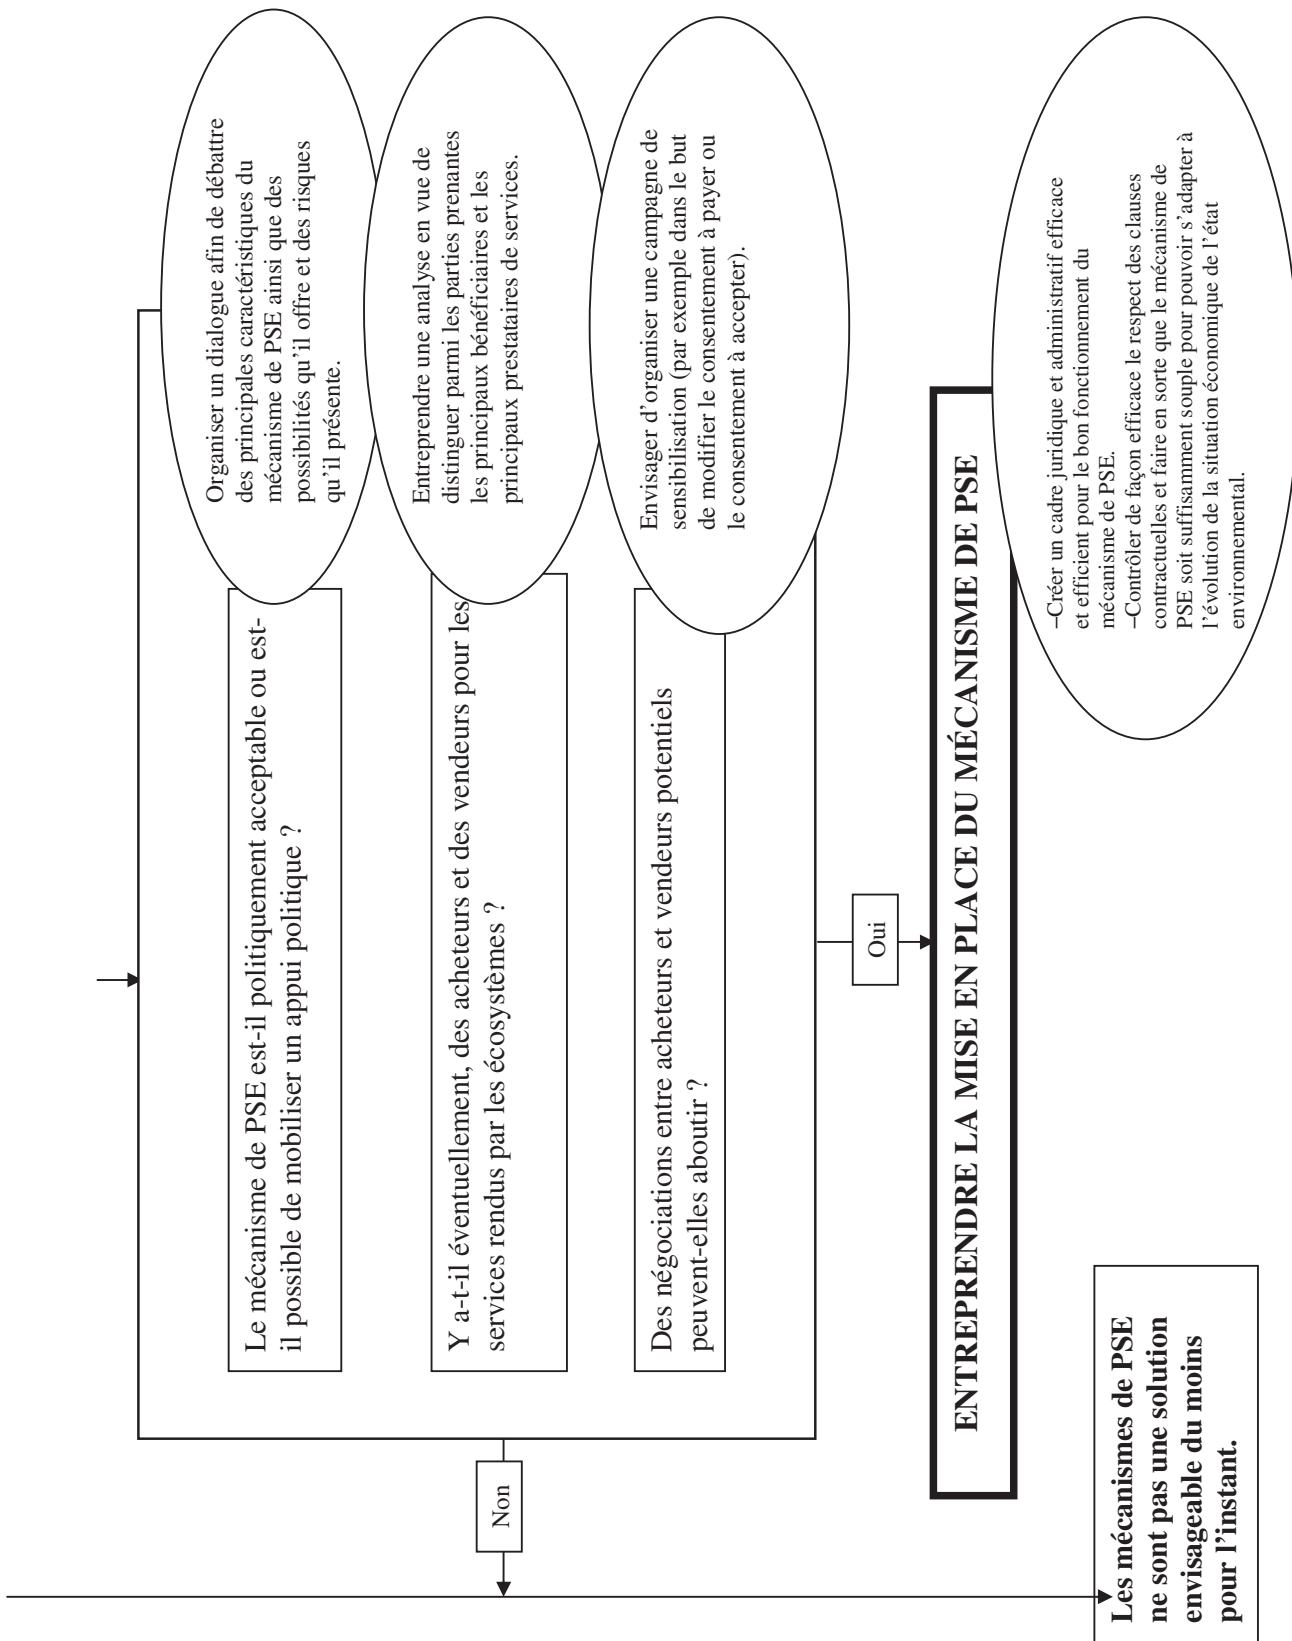 Le mécanisme de PSE est-il politiquement acceptable ou est-
il possible de mobiliser un appui politique ?
Organiser un dialogue afin de débattre
des principales caractéristiques du
mécanisme de PSE ainsi que des
possibilités qu’il offre et des risques
qu’il présente.
Y a-t-il éventuellement, des acheteurs et des vendeurs pour les
services rendus par les écosystèmes ?
Entreprendre une analyse en vue de
distinguer parmi les parties prenantes
les principaux bénéficiaires et les
principaux prestataires de services.
Des négociations entre acheteurs et vendeurs potentiels
peuvent-elles aboutir ?
Envisager d’organiser une campagne de
sensibilisation (par exemple dans le but
de modifier le consentement à payer ou
le consentement à accepter).
Non
Oui
ENTREPRENDRE LA MISE EN PLACE DU MÉCANISME DE PSE
–Créer un cadre juridique et administratif efficace
et efficient pour le bon fonctionnement du
mécanisme de PSE.
–Contrôler de façon efficace le respect des clauses
contractuelles et faire en sorte que le mécanisme de
PSE soit suffisamment souple pour pouvoir s’adapter à
l’évolution de la situation économique de l’état
environnemental.
Les mécanismes de PSE
ne sont pas une solution
envisageable du moins
pour l’instant.